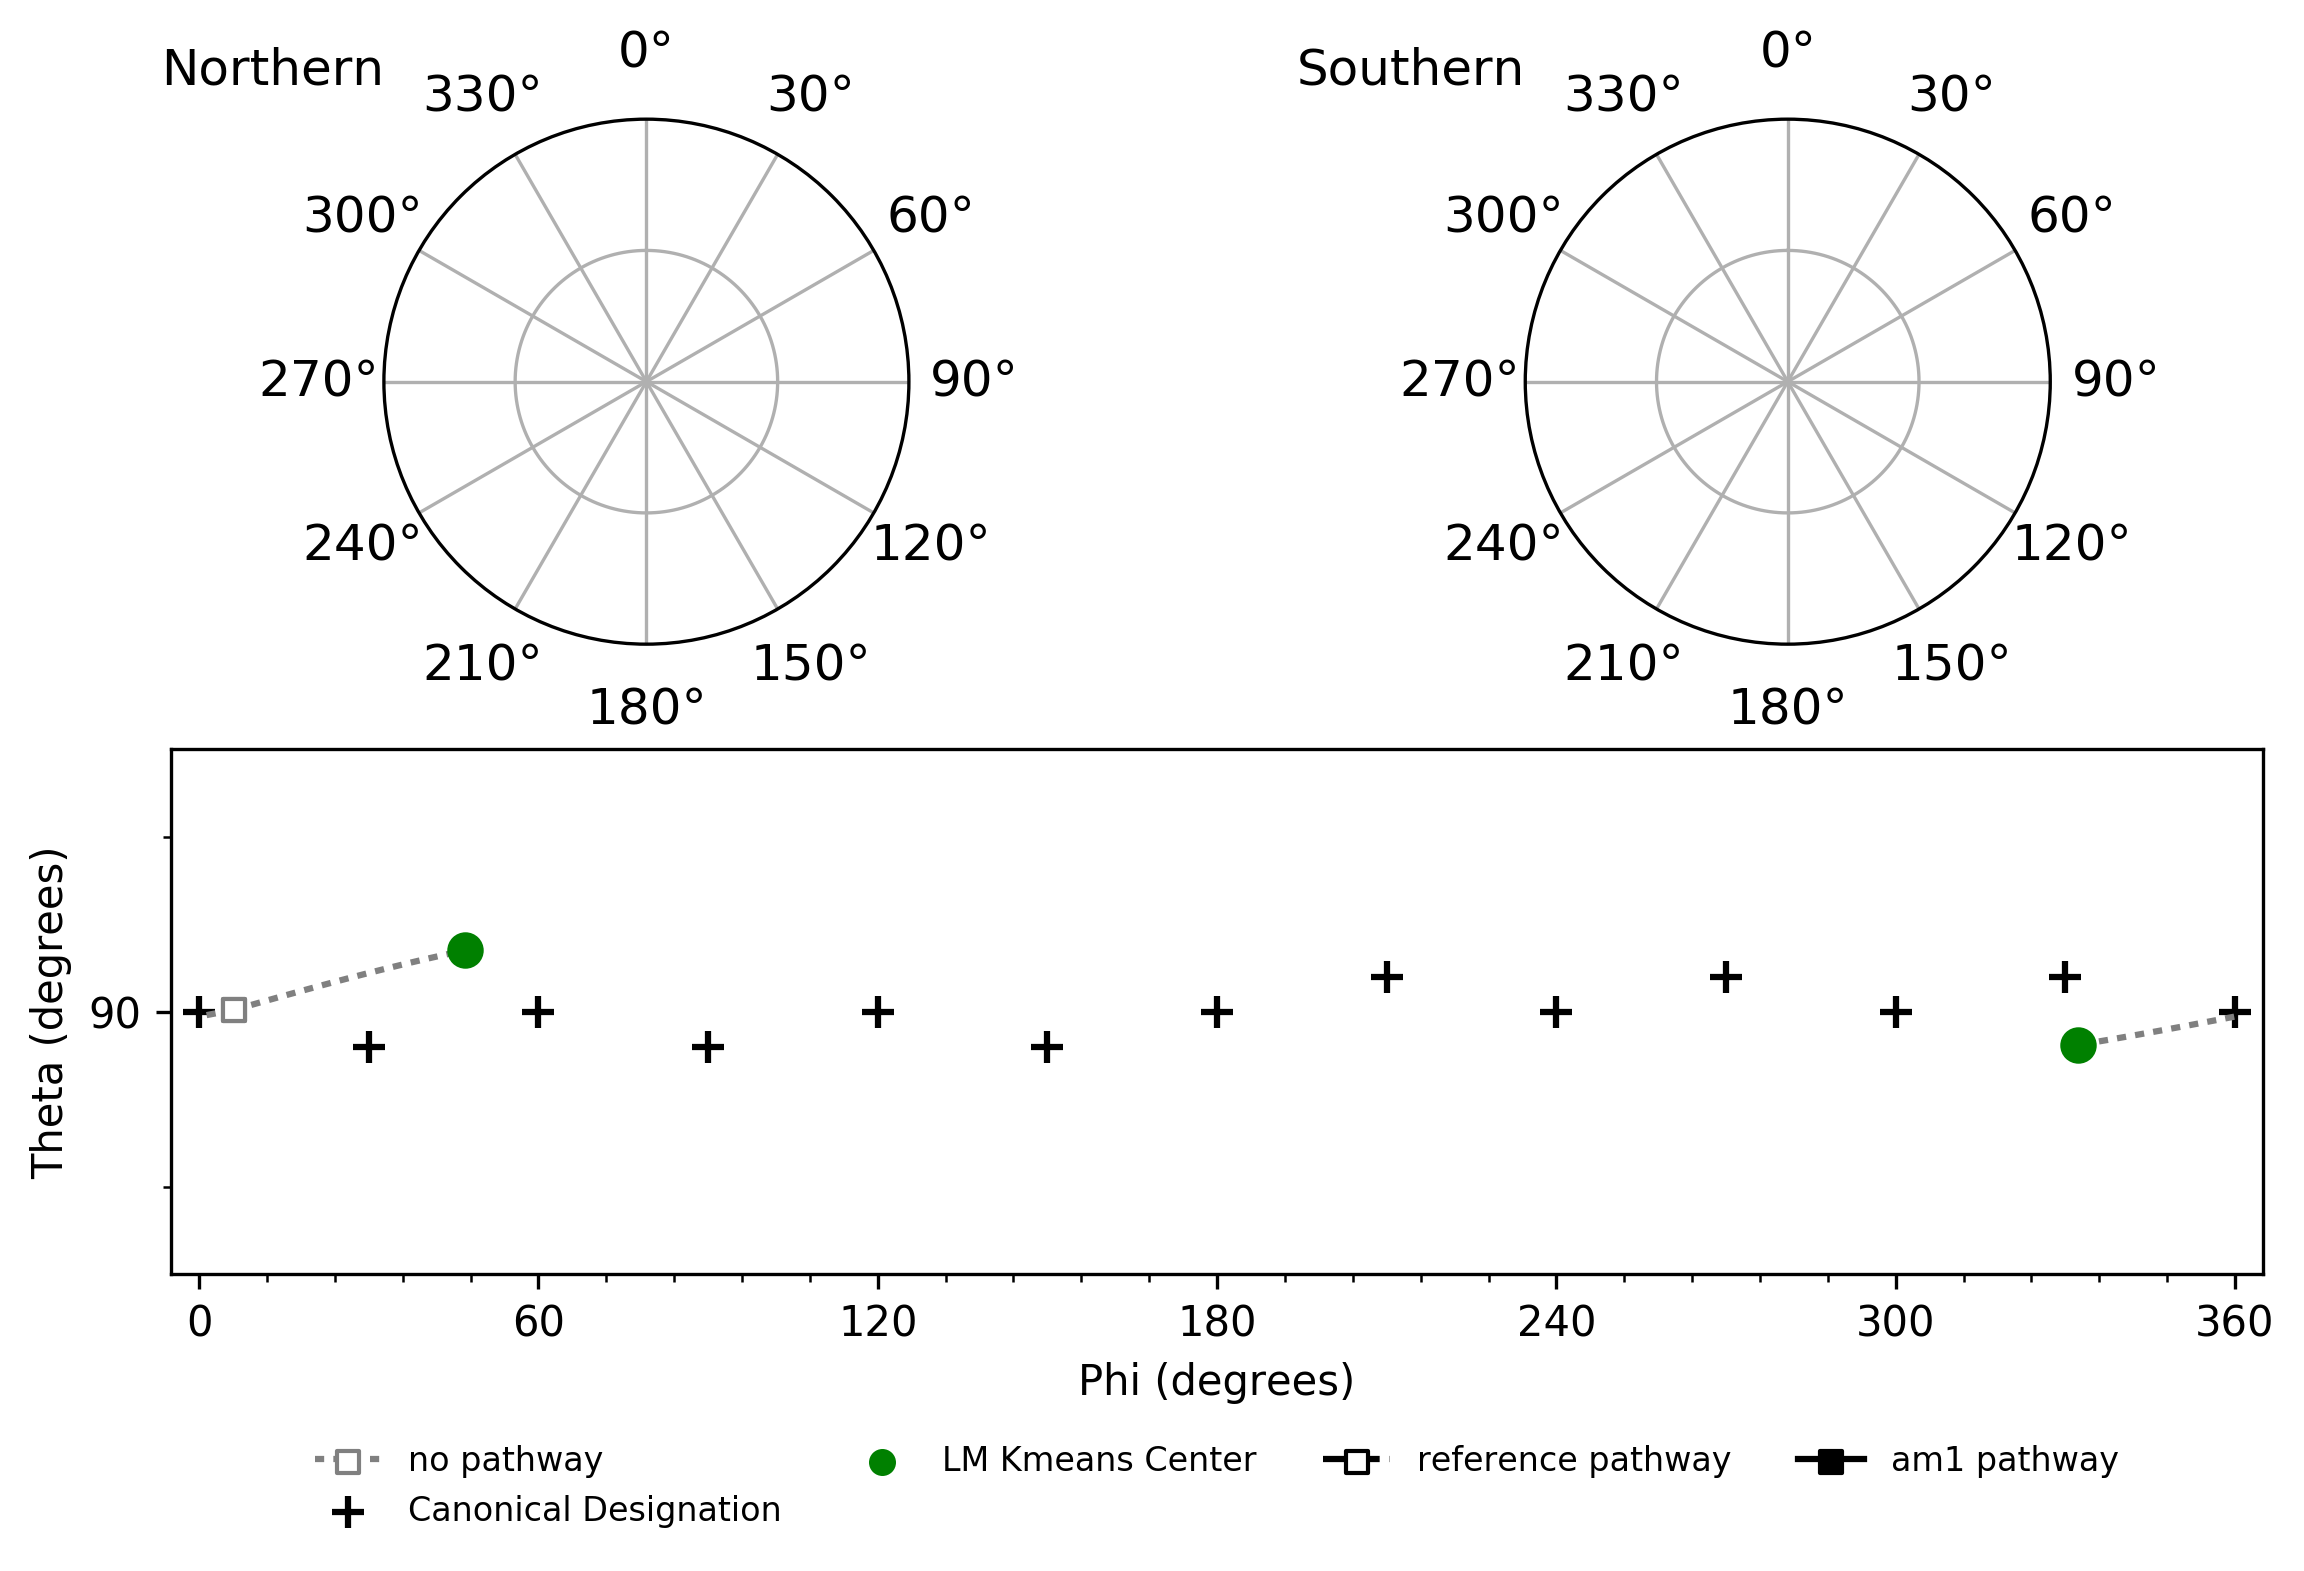 Northern
0°
330°
30°
300°
60°
270°
90°
240°
120°
210°
150°
180°
Southern
0°
330°
30°
300°
60°
270°
90°
240°
120°
210°
150°
180°
Theta (degrees)
90
0 60 120 180 240 300 360
Phi (degrees)
no pathway
Canonical Designation
LM Kmeans Center
reference pathway
am1 pathway